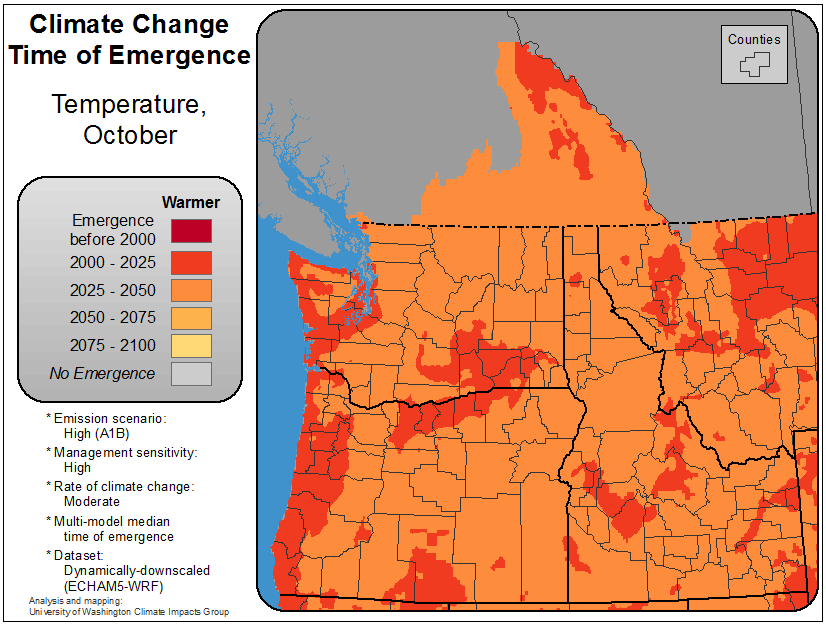 Climate Change
Time of Emergence
Temperature,
October
Warmer
Emergence
before 2000
2000 - 2025
2025 - 2050
2050 - 2075
2075 - 2100
No Emergence
* Emission scenario:
High (A1B)
* Management sensitivity:
High
* Rate of climate change:
Moderate
* Multi-model median
time of emergence
* Dataset:
Dynamically-downscaled
(ECHAM5-WRF)
Analysis and mapping:
University of Washington Climate Impacts Group
Counties